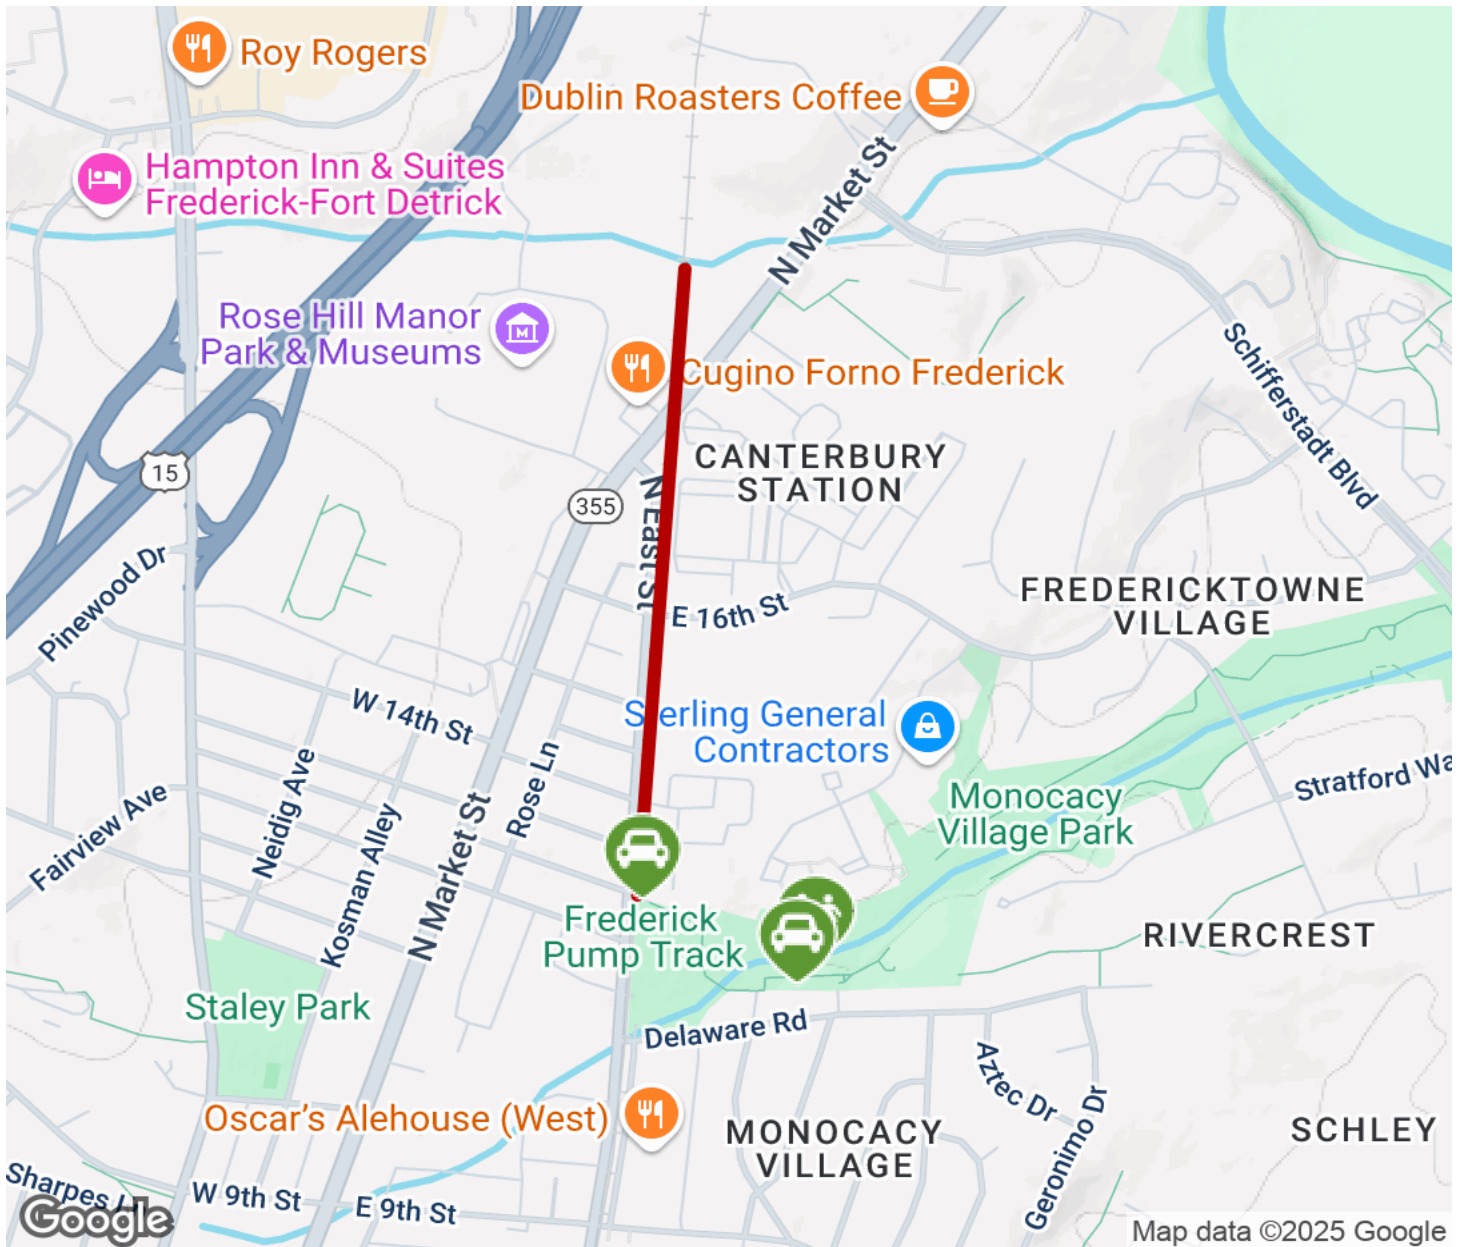 Roy Rogers
Dublin Roasters Coffee
Hampton Inn & Suites
Frederick-Fort Detrick
N Market St
Rose Hill Manor
Park & Museums
Cugino Forno Frederick
Schifferstadt Blvd
CANTERBURY
STATION
15
355
N East St
Pinewood Dr
E 16th St
FREDERICKTOWNE
VILLAGE
W 14th St
Sterling General
Contractors
Neidig Ave
Rose Ln
Fairview Ave
Kosman Alley
N Market St
Monocacy
Village Park
Stratford Wa
Frederick
Pump Track
RIVERCREST
Staley Park
Delaware Rd
Aztec Dr
Geronimo Dr
Oscar's Alehouse (West)
MONOCACY
VILLAGE
SCHLEY
Sharpes Ln
W 9th St
E 9th St
Google
Map data ©2025 Google